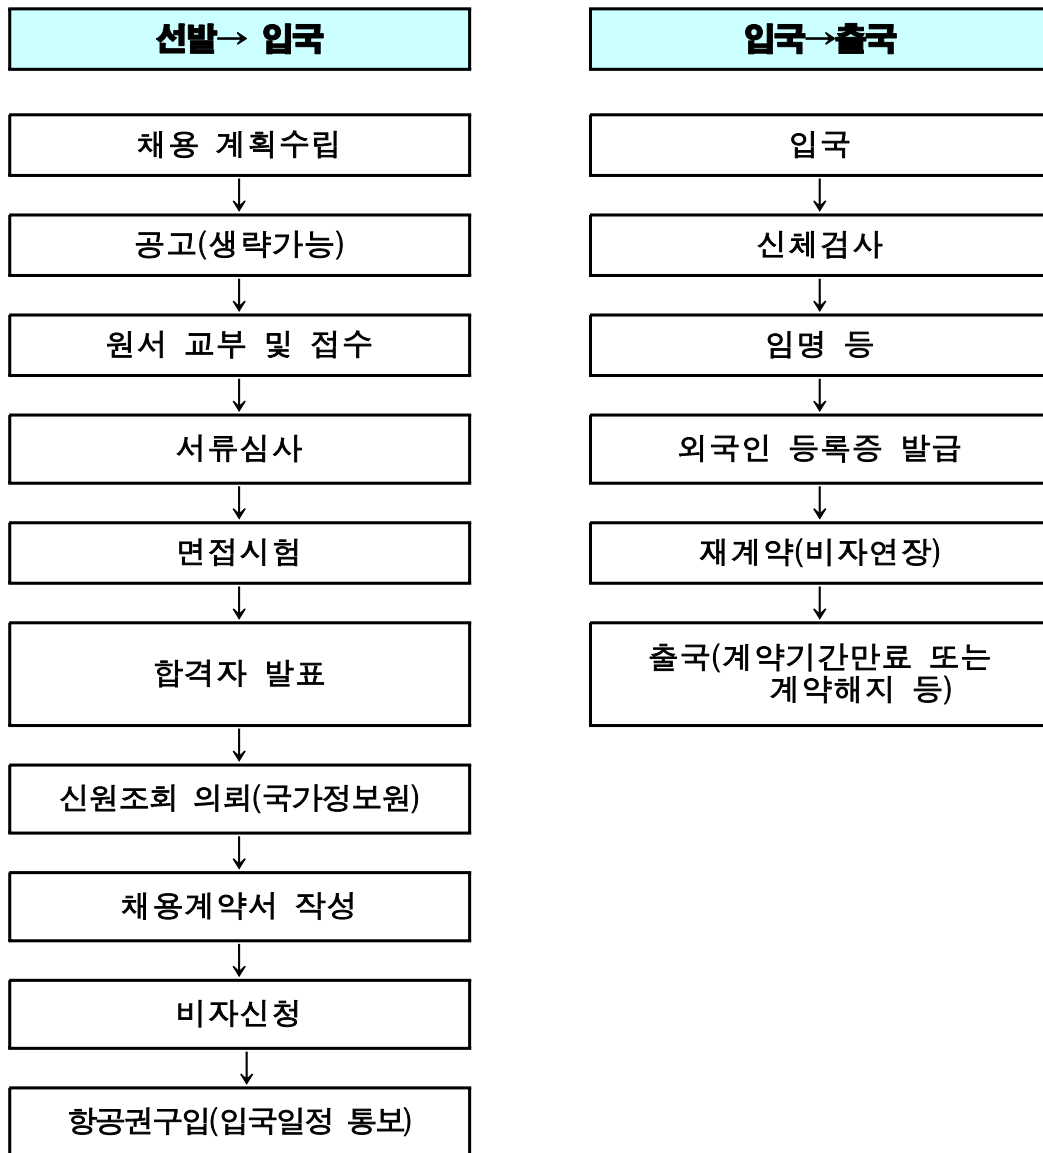 선발→ 입국
채용 계획수립
공고(생략가능)
원서 교부 및 접수
서류심사
면접시험
합격자 발표
신원조회 의뢰(국가정보원)
채용계약서 작성
비자신청
항공권구입(입국일정 통보)
입국→출국
입국
신체검사
임명 등
외국인 등록증 발급
재계약(비자연장)
출국(계약기간만료 또는
계약해지 등)